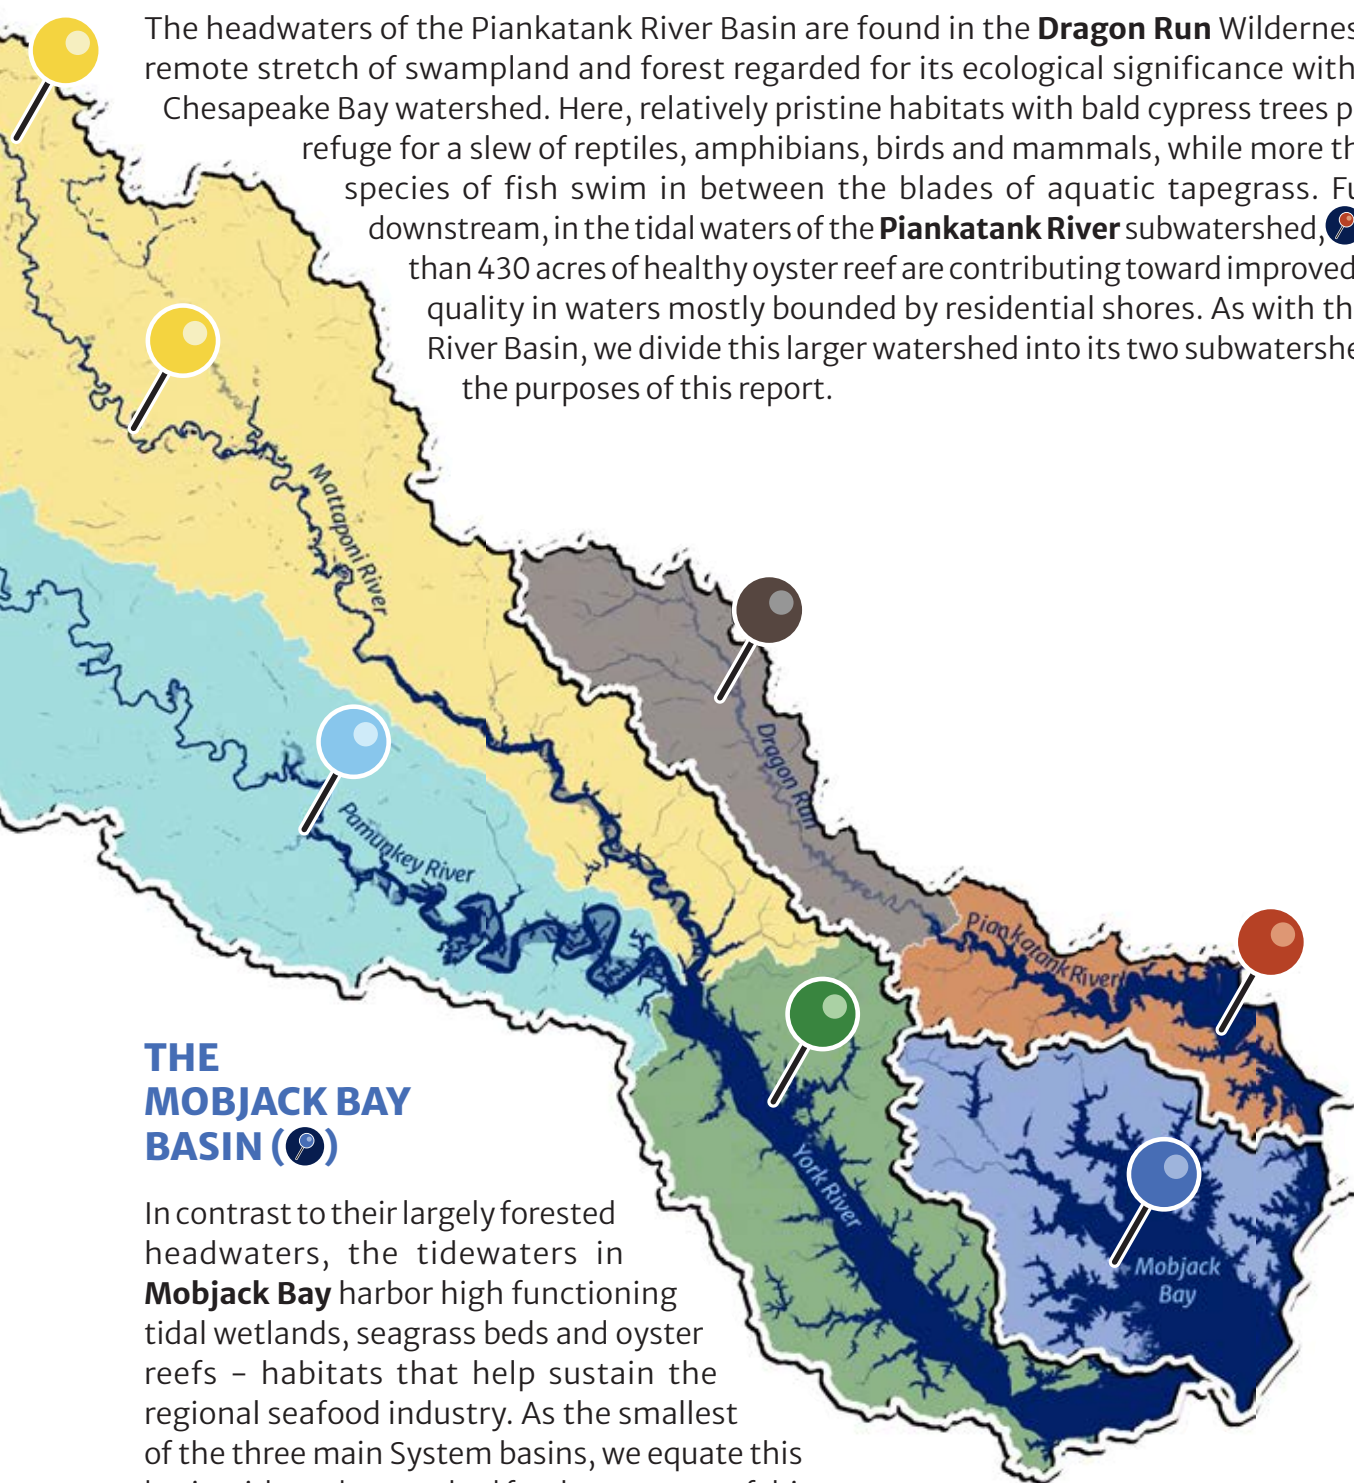 The headwaters of the Piankatank River Basin are found in the Dragon Run
remote stretch of swampland and forest regarded for its ecological significance
Chesapeake Bay watershed. Here, relatively pristine habitats with bald cypress trees
refuge for a slew of reptiles, amphibians, birds and mammals, while more
species of fish swim in between the blades of aquatic tapegrass.
downstream, in the tidal waters of the Piankatank River subwatershed,
than 430 acres of healthy oyster reef are contributing toward improved
quality in waters mostly bounded by residential shores. As with
River Basin, we divide this larger watershed into its two
the purposes of this report.
Mattaponi River
Dragon Run
Pamunkey River
Piankatank River
York River
Mobjack
Bay
THE
MOBJACK BAY
BASIN ( )
In contrast to their largely forested
headwaters, the tidewaters in
Mobjack Bay harbor high functioning
tidal wetlands, seagrass beds and oyster
reefs – habitats that help sustain the
regional seafood industry. As the smallest
of the three main System basins, we equate this